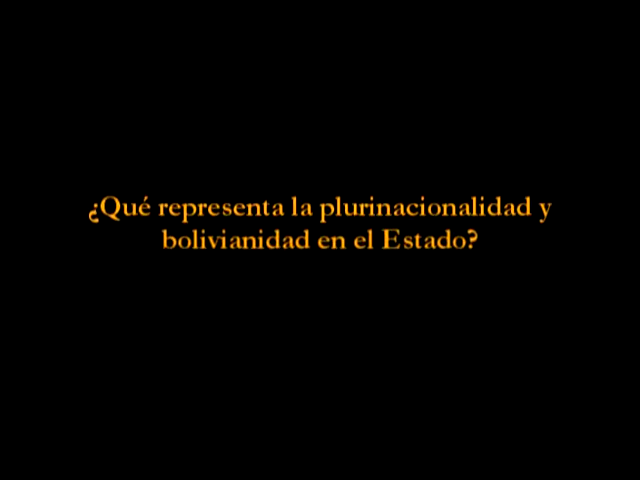 ¿Qué representa la plurinacionalidad y
bolivianidad en el Estado?